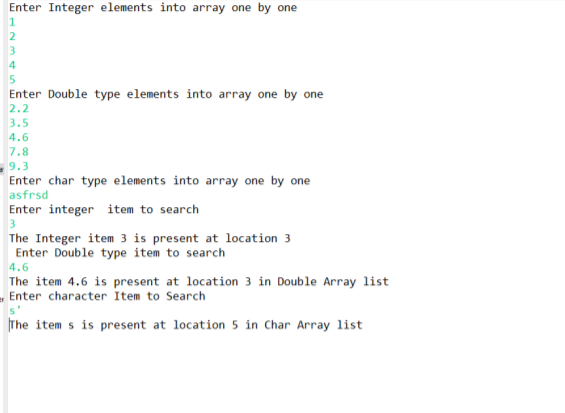 Enter Integer elements into array one by one
1
2
3
4
5
Enter Double type elements into array one by one
2.2
3.5
4.6
7.8
9.3
Enter char type elements into array one by one
asfrsd
Enter integer  item to search
3
The Integer item 3 is present at location 3
 Enter Double type item to search
4.6
The item 4.6 is present at location 3 in Double Array list
Enter character Item to Search
s'
The item s is present at location 5 in Char Array list